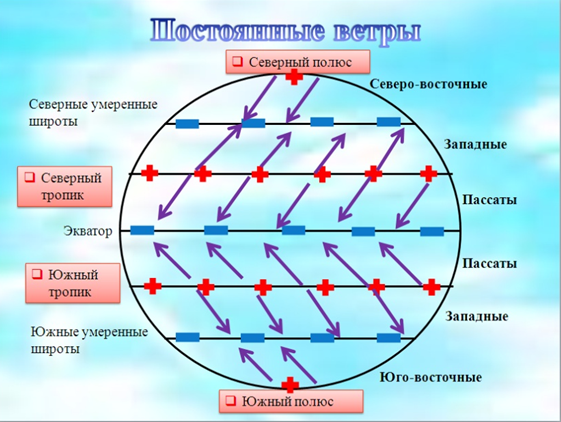 Постоянные ветры
Северный полюс
Северо-восточные
Северные умеренные
широты
Западные
Северный
тропик
Пассаты
Экватор
Пассаты
Южный
тропик
Западные
Южные умеренные
широты
Юго-восточные
Южный полюс